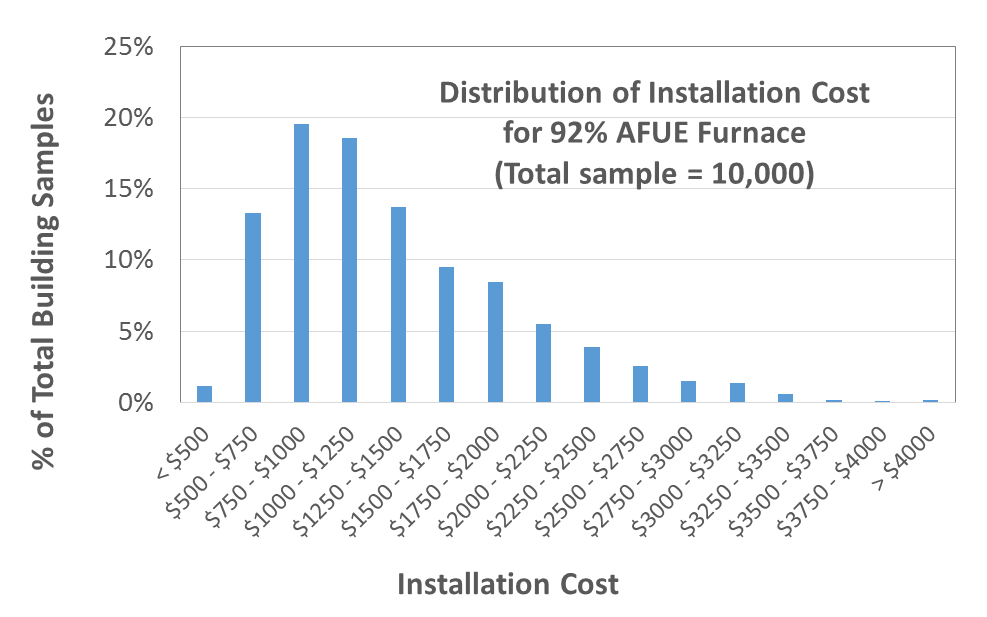 Distribution of Installation Cost
for 92% AFUE Furnace
(Total sample = 10,000)
% of Total Building Samples
25%
20%
15%
10%
5%
0%
< $500
$500 - $750
$750 - $1000
$1000 - $1250
$1250 - $1500
$1500 - $1750
$1750 - $2000
$2000 - $2250
$2250 - $2500
$2500 - $2750
$2750 - $3000
$3000 - $3250
$3250 - $3500
$3500 - $3750
$3750 - $4000
> $4000
Installation Cost